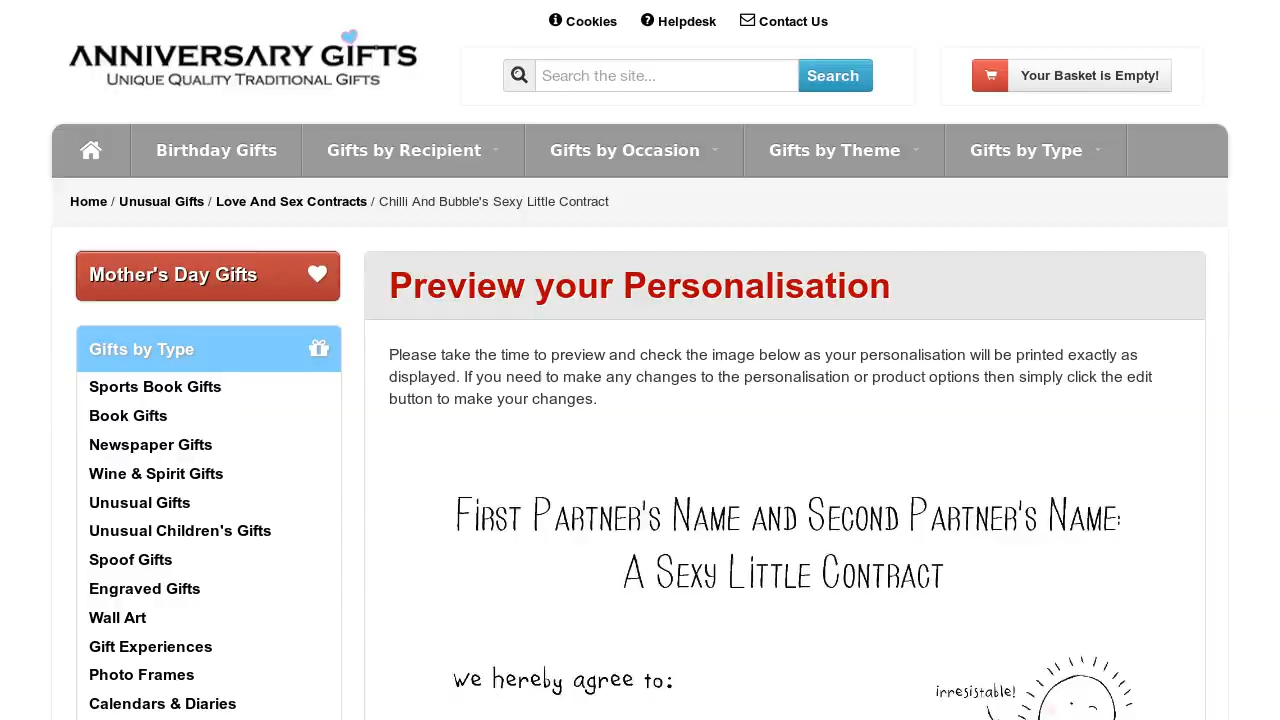 Cookies
Helpdesk
Contact Us
ANNIVERSARY GIFTS
UNIQUE QUALITY TRADITIONAL GIFTS
Search the site...
Search
Your Basket is Empty!
Birthday Gifts
Gifts by Recipient
Gifts by Occasion
Gifts by Theme
Gifts by Type
Home / Unusual Gifts / Love And Sex Contracts / Chilli And Bubble's Sexy Little Contract
Mother's Day Gifts
Gifts by Type
Sports Book Gifts
Book Gifts
Newspaper Gifts
Wine & Spirit Gifts
Unusual Gifts
Unusual Children's Gifts
Spoof Gifts
Engraved Gifts
Wall Art
Gift Experiences
Photo Frames
Calendars & Diaries
Preview your Personalisation
Please take the time to preview and check the image below as your personalisation will be printed exactly as
displayed. If you need to make any changes to the personalisation or product options then simply click the edit
button to make your changes.
First Partner's Name and Second Partner's Name:
A Sexy Little Contract
we hereby agree to:
irresistable!